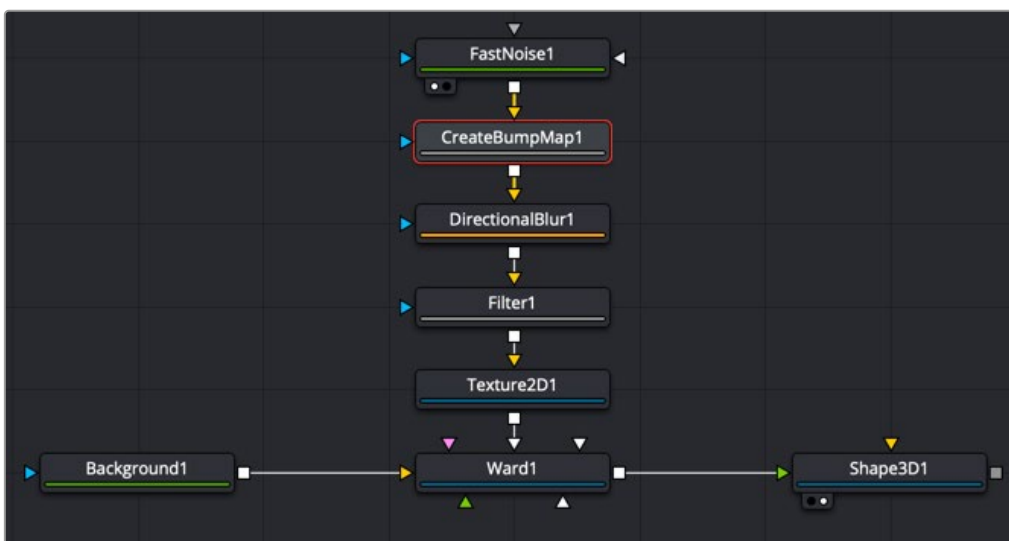 FastNoise1
CreateBumpMap1
DirectionalBlur1
Filter1
Texture2D1
Background1
Ward1
Shape3D1